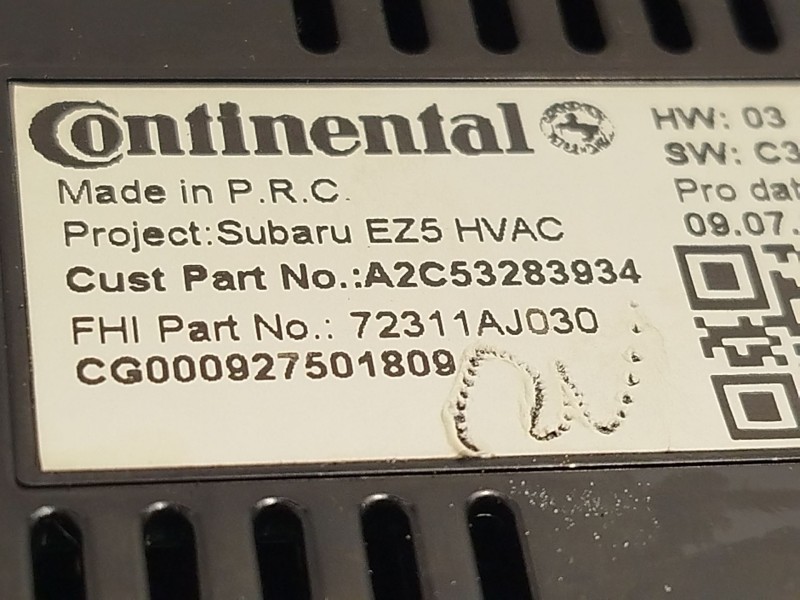 Continental
HW: 03
SW: C3
Made in P.R.C.
Pro dat
Project:Subaru EZ5 HVAC
09.07.
Cust Part No.:A2C53283934
FHI Part No.: 72311AJ030
CG000927501809